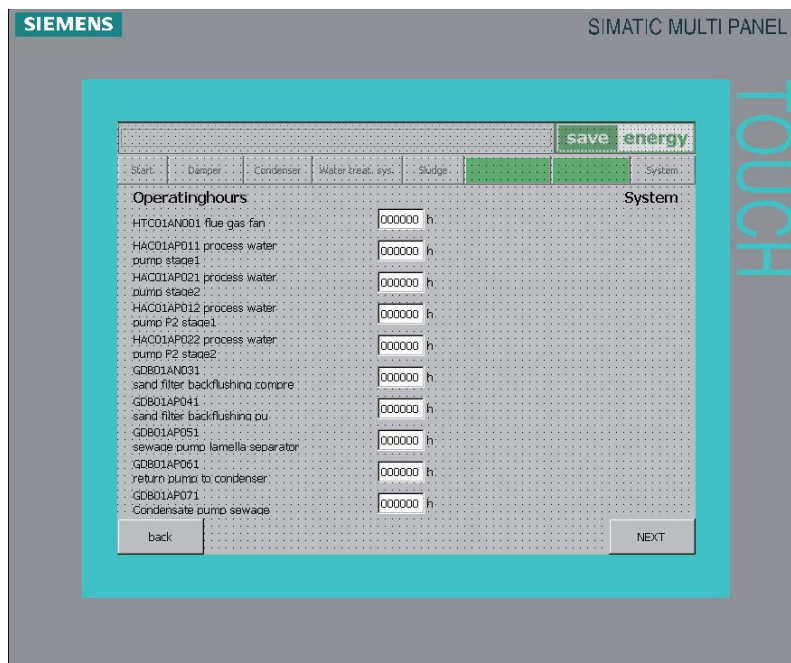 SIEMENS
SIMATIC MULTI PANEL
TOUCH
save energy
Start Damper Condenser Water treat. sys. Sludge System
Operatinghours System
HTC01AN001 flue gas fan 000000 h
HAC01AP011 process water
pump stage1 000000 h
HAC01AP021 process water
pump stage2 000000 h
HAC01AP012 process water
pump P2 stage1 000000 h
HAC01AP022 process water
pump P2 stage2 000000 h
GDB01AN031
sand filter backflushing compre 000000 h
GDB01AP041
sand filter backflushing pu 000000 h
GDB01AP051
sewage pump lamella separator 000000 h
GDB01AP061
return pump to condenser 000000 h
GDB01AP071
Condensate pump sewage 000000 h
back NEXT